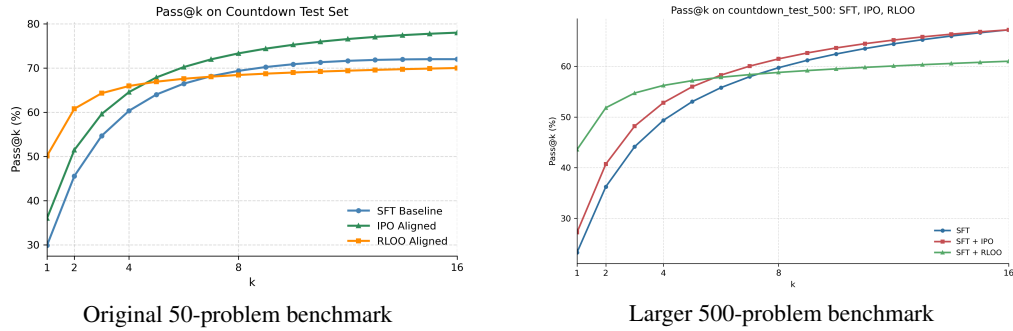 Pass@k on Countdown Test Set
80
70
60
50
40
30
Pass@k (%)
1
2
4
8
16
k
SFT Baseline
IPO Aligned
RLOO Aligned
Original 50-problem benchmark
Pass@k on countdown_test_500: SFT, IPO, RLOO
60
50
40
30
Pass@k (%)
1
2
4
8
16
k
SFT
SFT + IPO
SFT + RLOO
Larger 500-problem benchmark